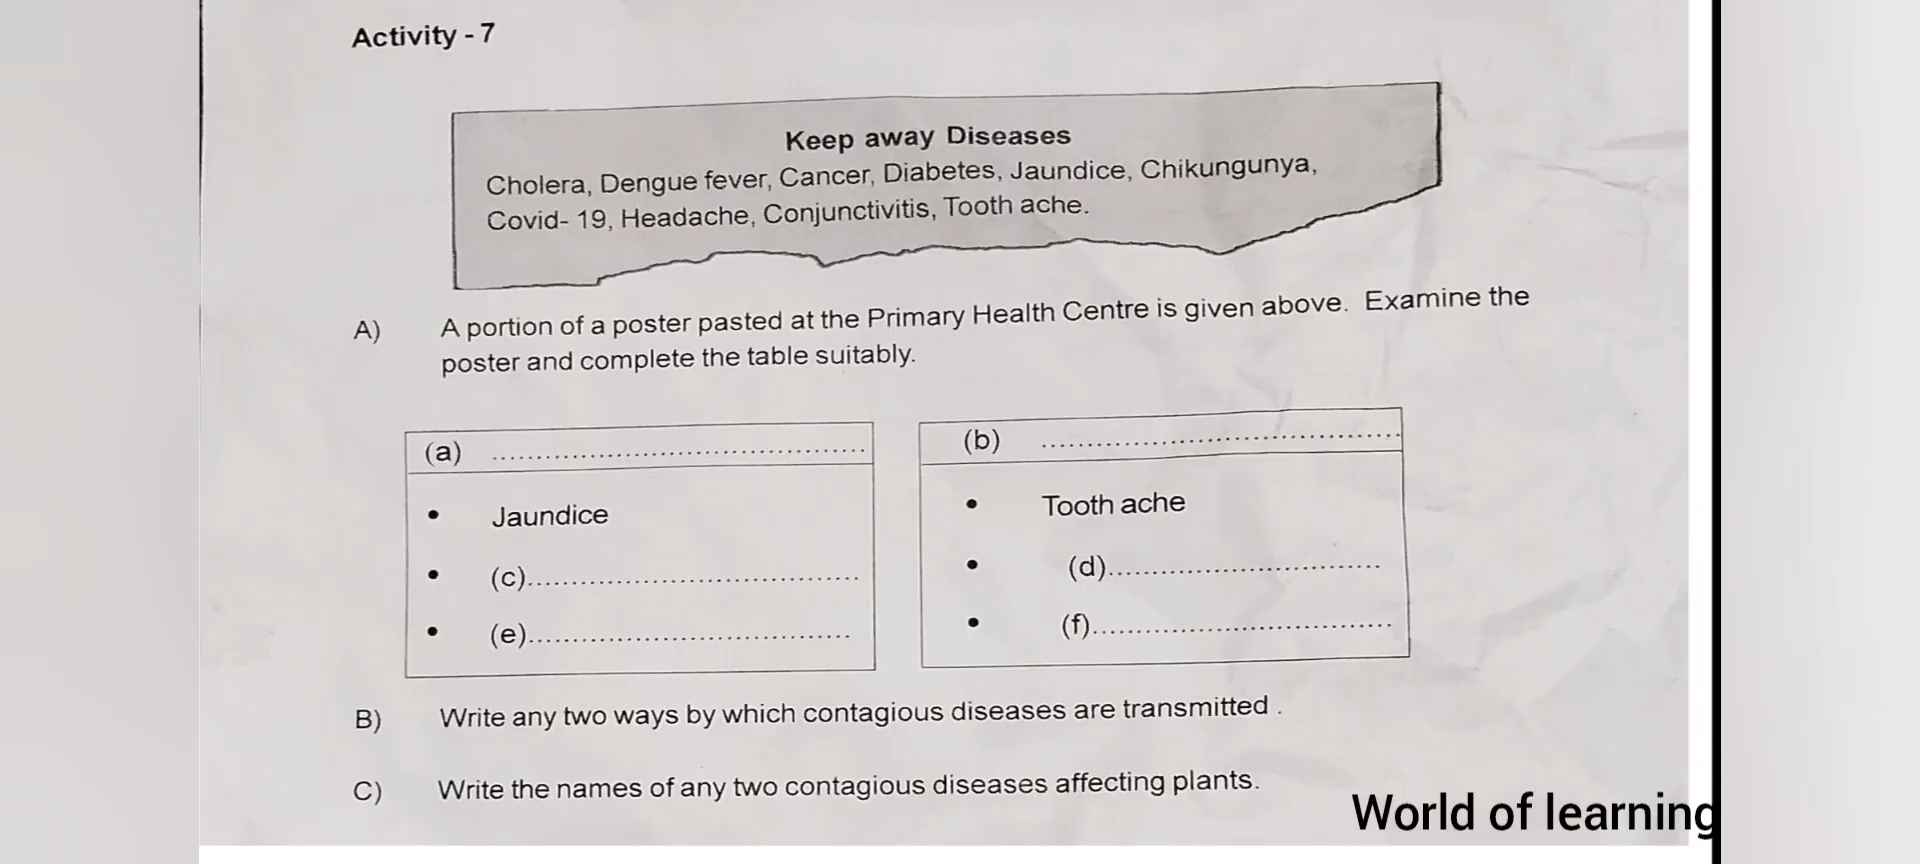 Activity - 7
Keep away Diseases
Cholera, Dengue fever, Cancer, Diabetes, Jaundice, Chikungunya,
Covid- 19, Headache, Conjunctivitis, Tooth ache.
A) A portion of a poster pasted at the Primary Health Centre is given above. Examine the
poster and complete the table suitably.
(a) ..........................................
• Jaundice
• (c)....................................
• (e)...................................
(b) ........................................
• Tooth ache
• (d)..............................
• (f).................................
B) Write any two ways by which contagious diseases are transmitted .
C) Write the names of any two contagious diseases affecting plants.
World of learning